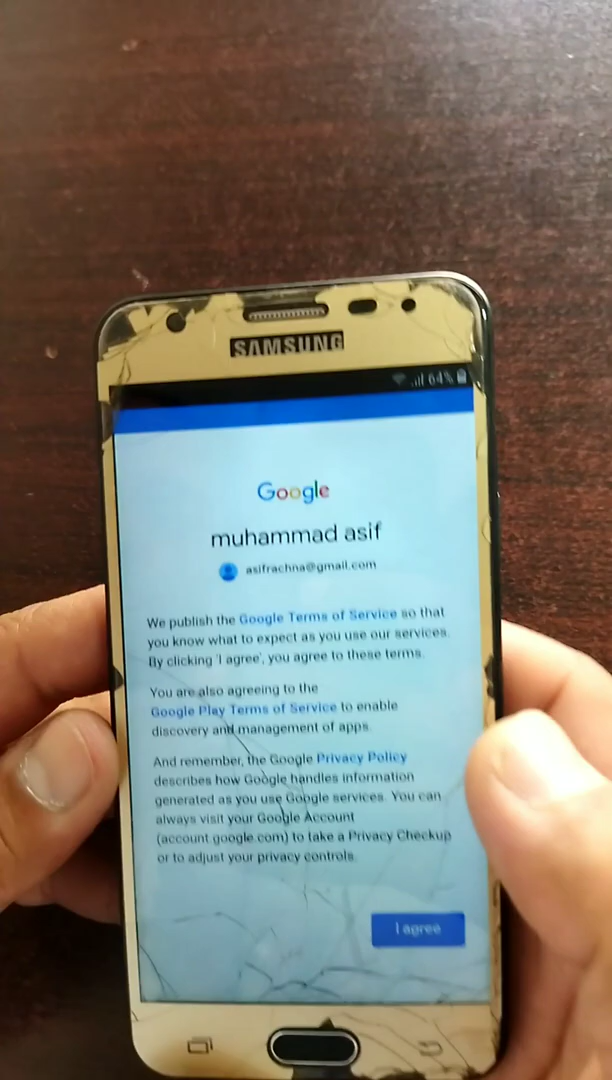 SAMSUNG
64%
Google
muhammad asif
asifrachna@gmail.com
We publish the Google Terms of Service so that
you know what to expect as you use our services.
By clicking 'I agree', you agree to these terms.
You are also agreeing to the
Google Play Terms of Service to enable
discovery and management of apps.
And remember, the Google Privacy Policy
describes how Google handles information
generated as you use Google services. You can
always visit your Google Account
(account.google.com) to take a Privacy Checkup
or to adjust your privacy controls.
I agree